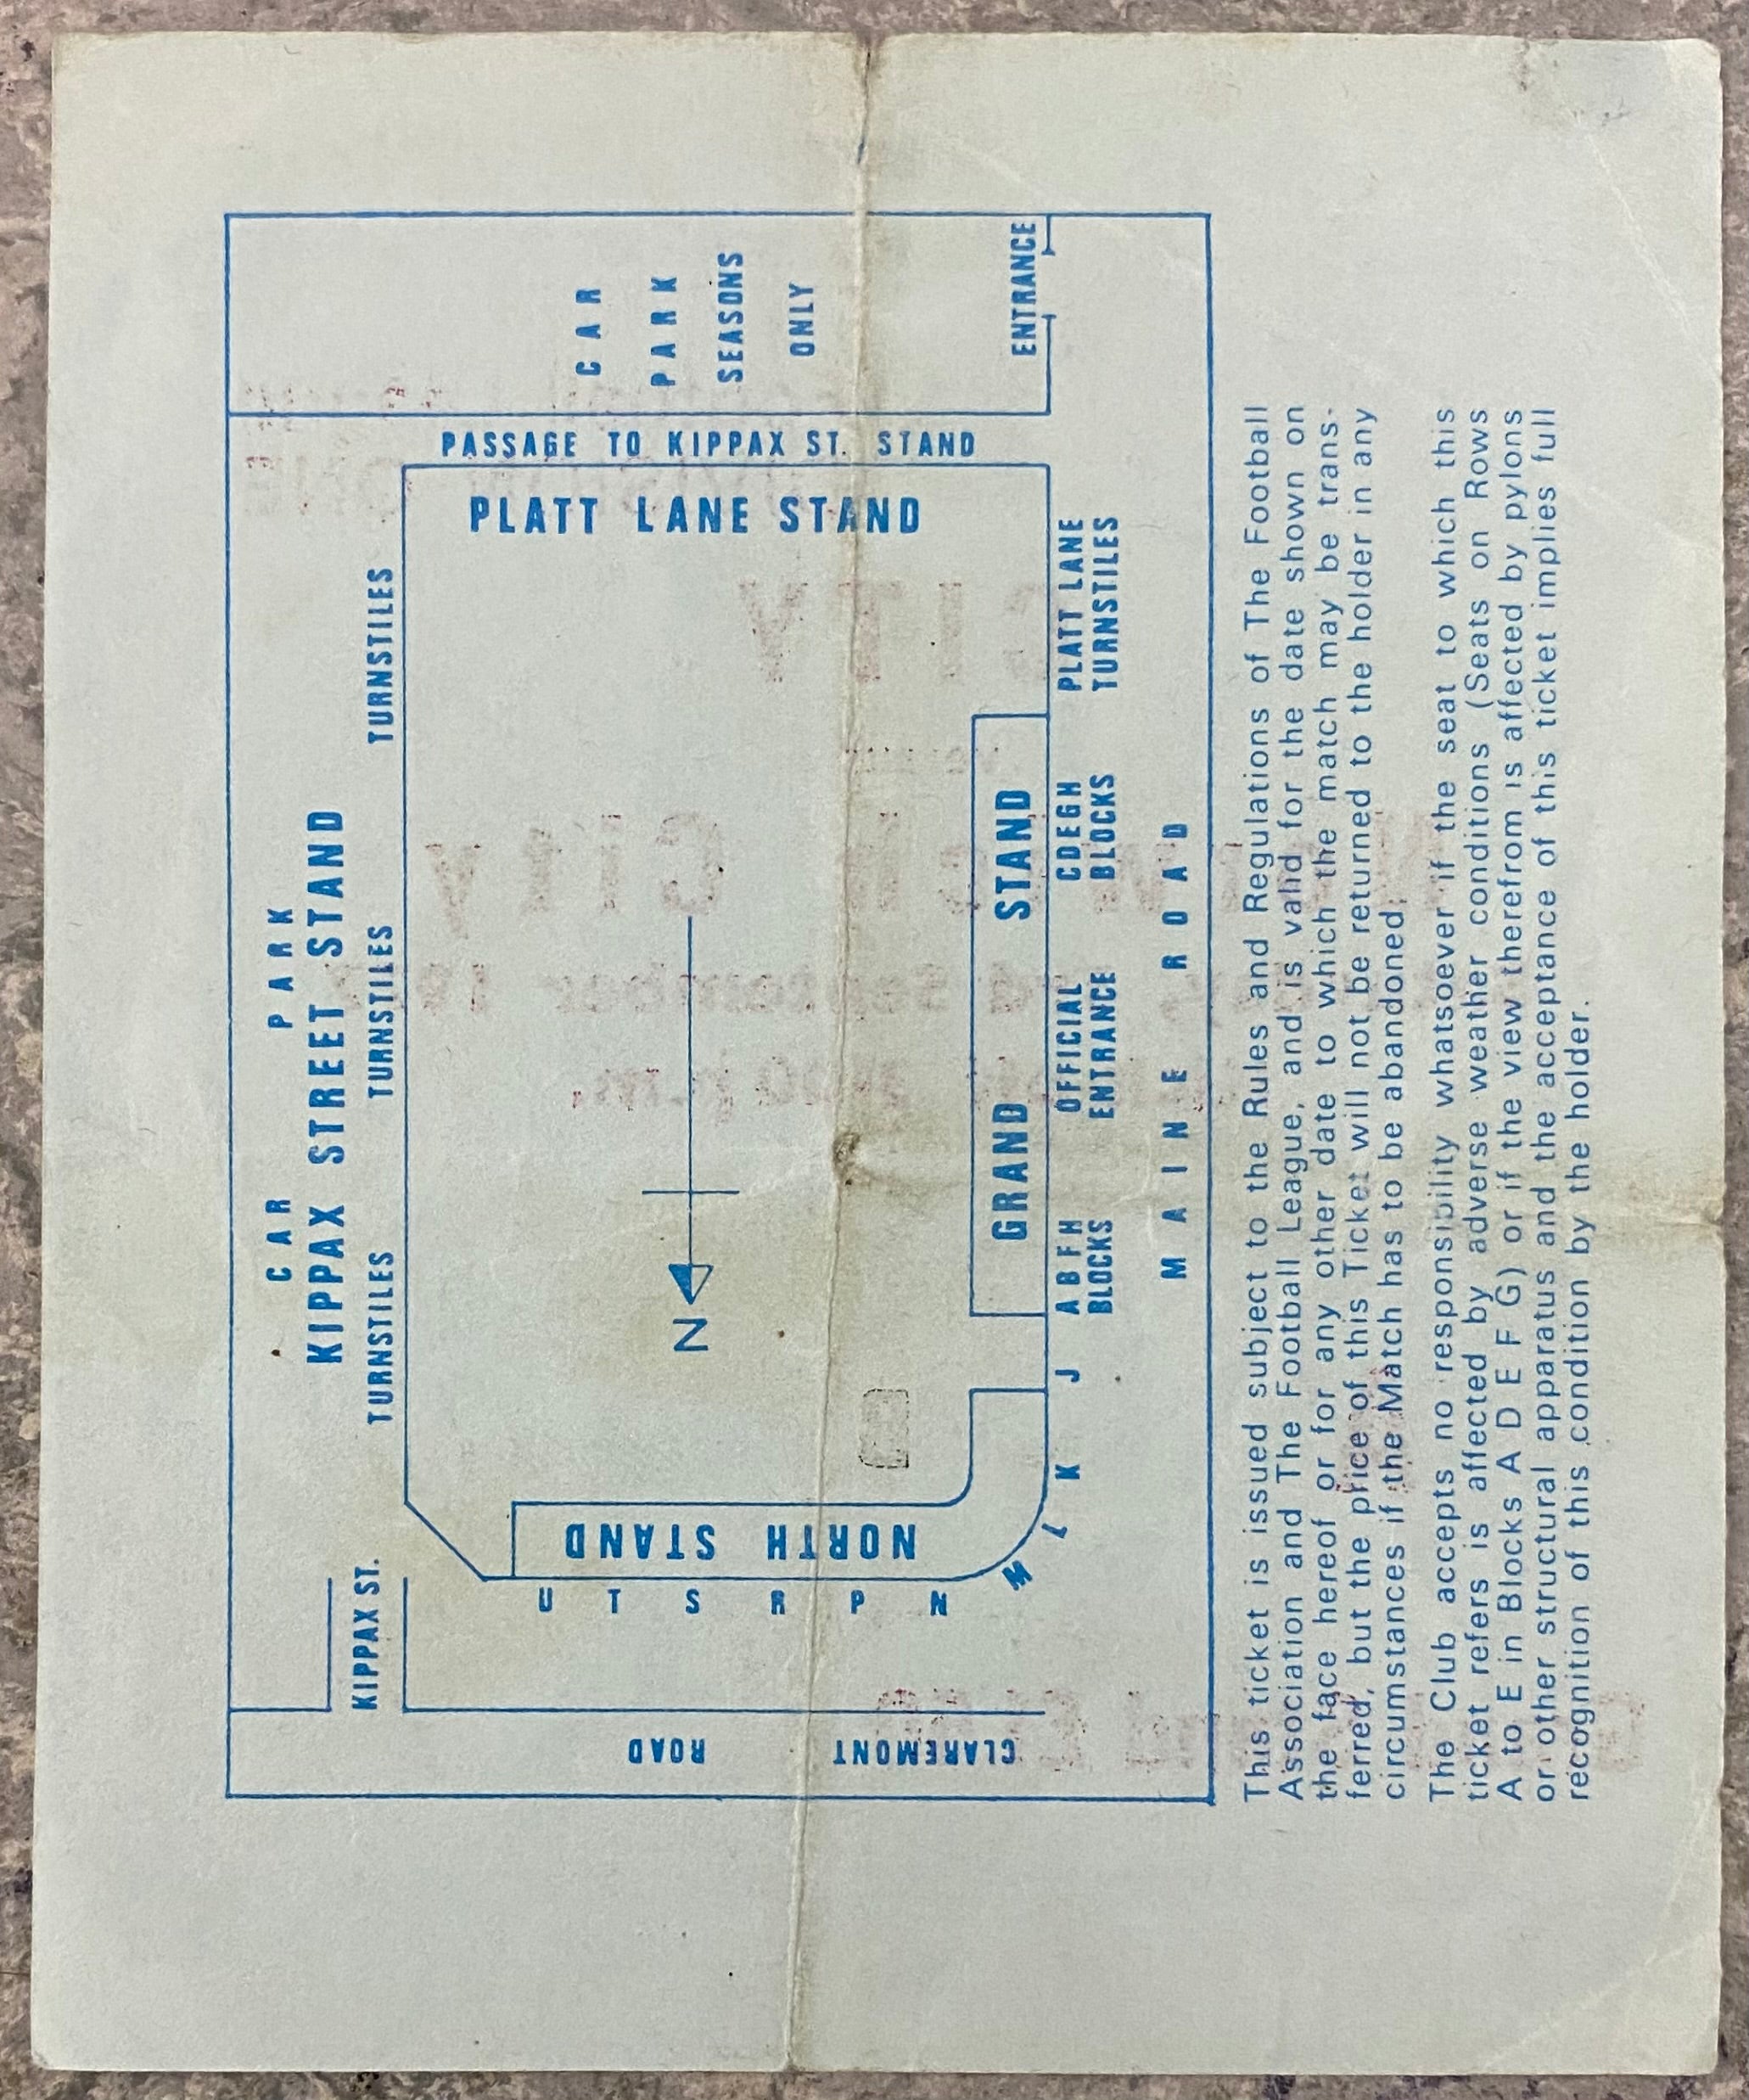 CAR PARK
KIPPAX STREET STAND
TURNSTILES TURNSTILES TURNSTILES
KIPPAX ST.
CLAREMONT ROAD
U T S R P N M L K J
NORTH STAND
N
PLATT LANE STAND
PASSAGE TO KIPPAX ST. STAND
CAR
PARK
SEASONS
ONLY
ENTRANCE
GRAND STAND
A B F H
BLOCKS
OFFICIAL
ENTRANCE
C D E G H
BLOCKS
PLATT LANE
TURNSTILES
MAINE ROAD
This ticket is issued subject to the Rules and Regulations of The Football
Association and The Football League, and is valid for the date shown on
the face hereof or for any other date to which the match may be trans-
ferred, but the price of this Ticket will not be returned to the holder in any
circumstances if the Match has to be abandoned.
The Club accepts no responsibility whatsoever if the seat to which this
ticket refers is affected by adverse weather conditions (Seats on Rows
A to E in Blocks A D E F G) or if the view therefrom is affected by pylons
or other structural apparatus and the acceptance of this ticket implies full
recognition of this condition by the holder.